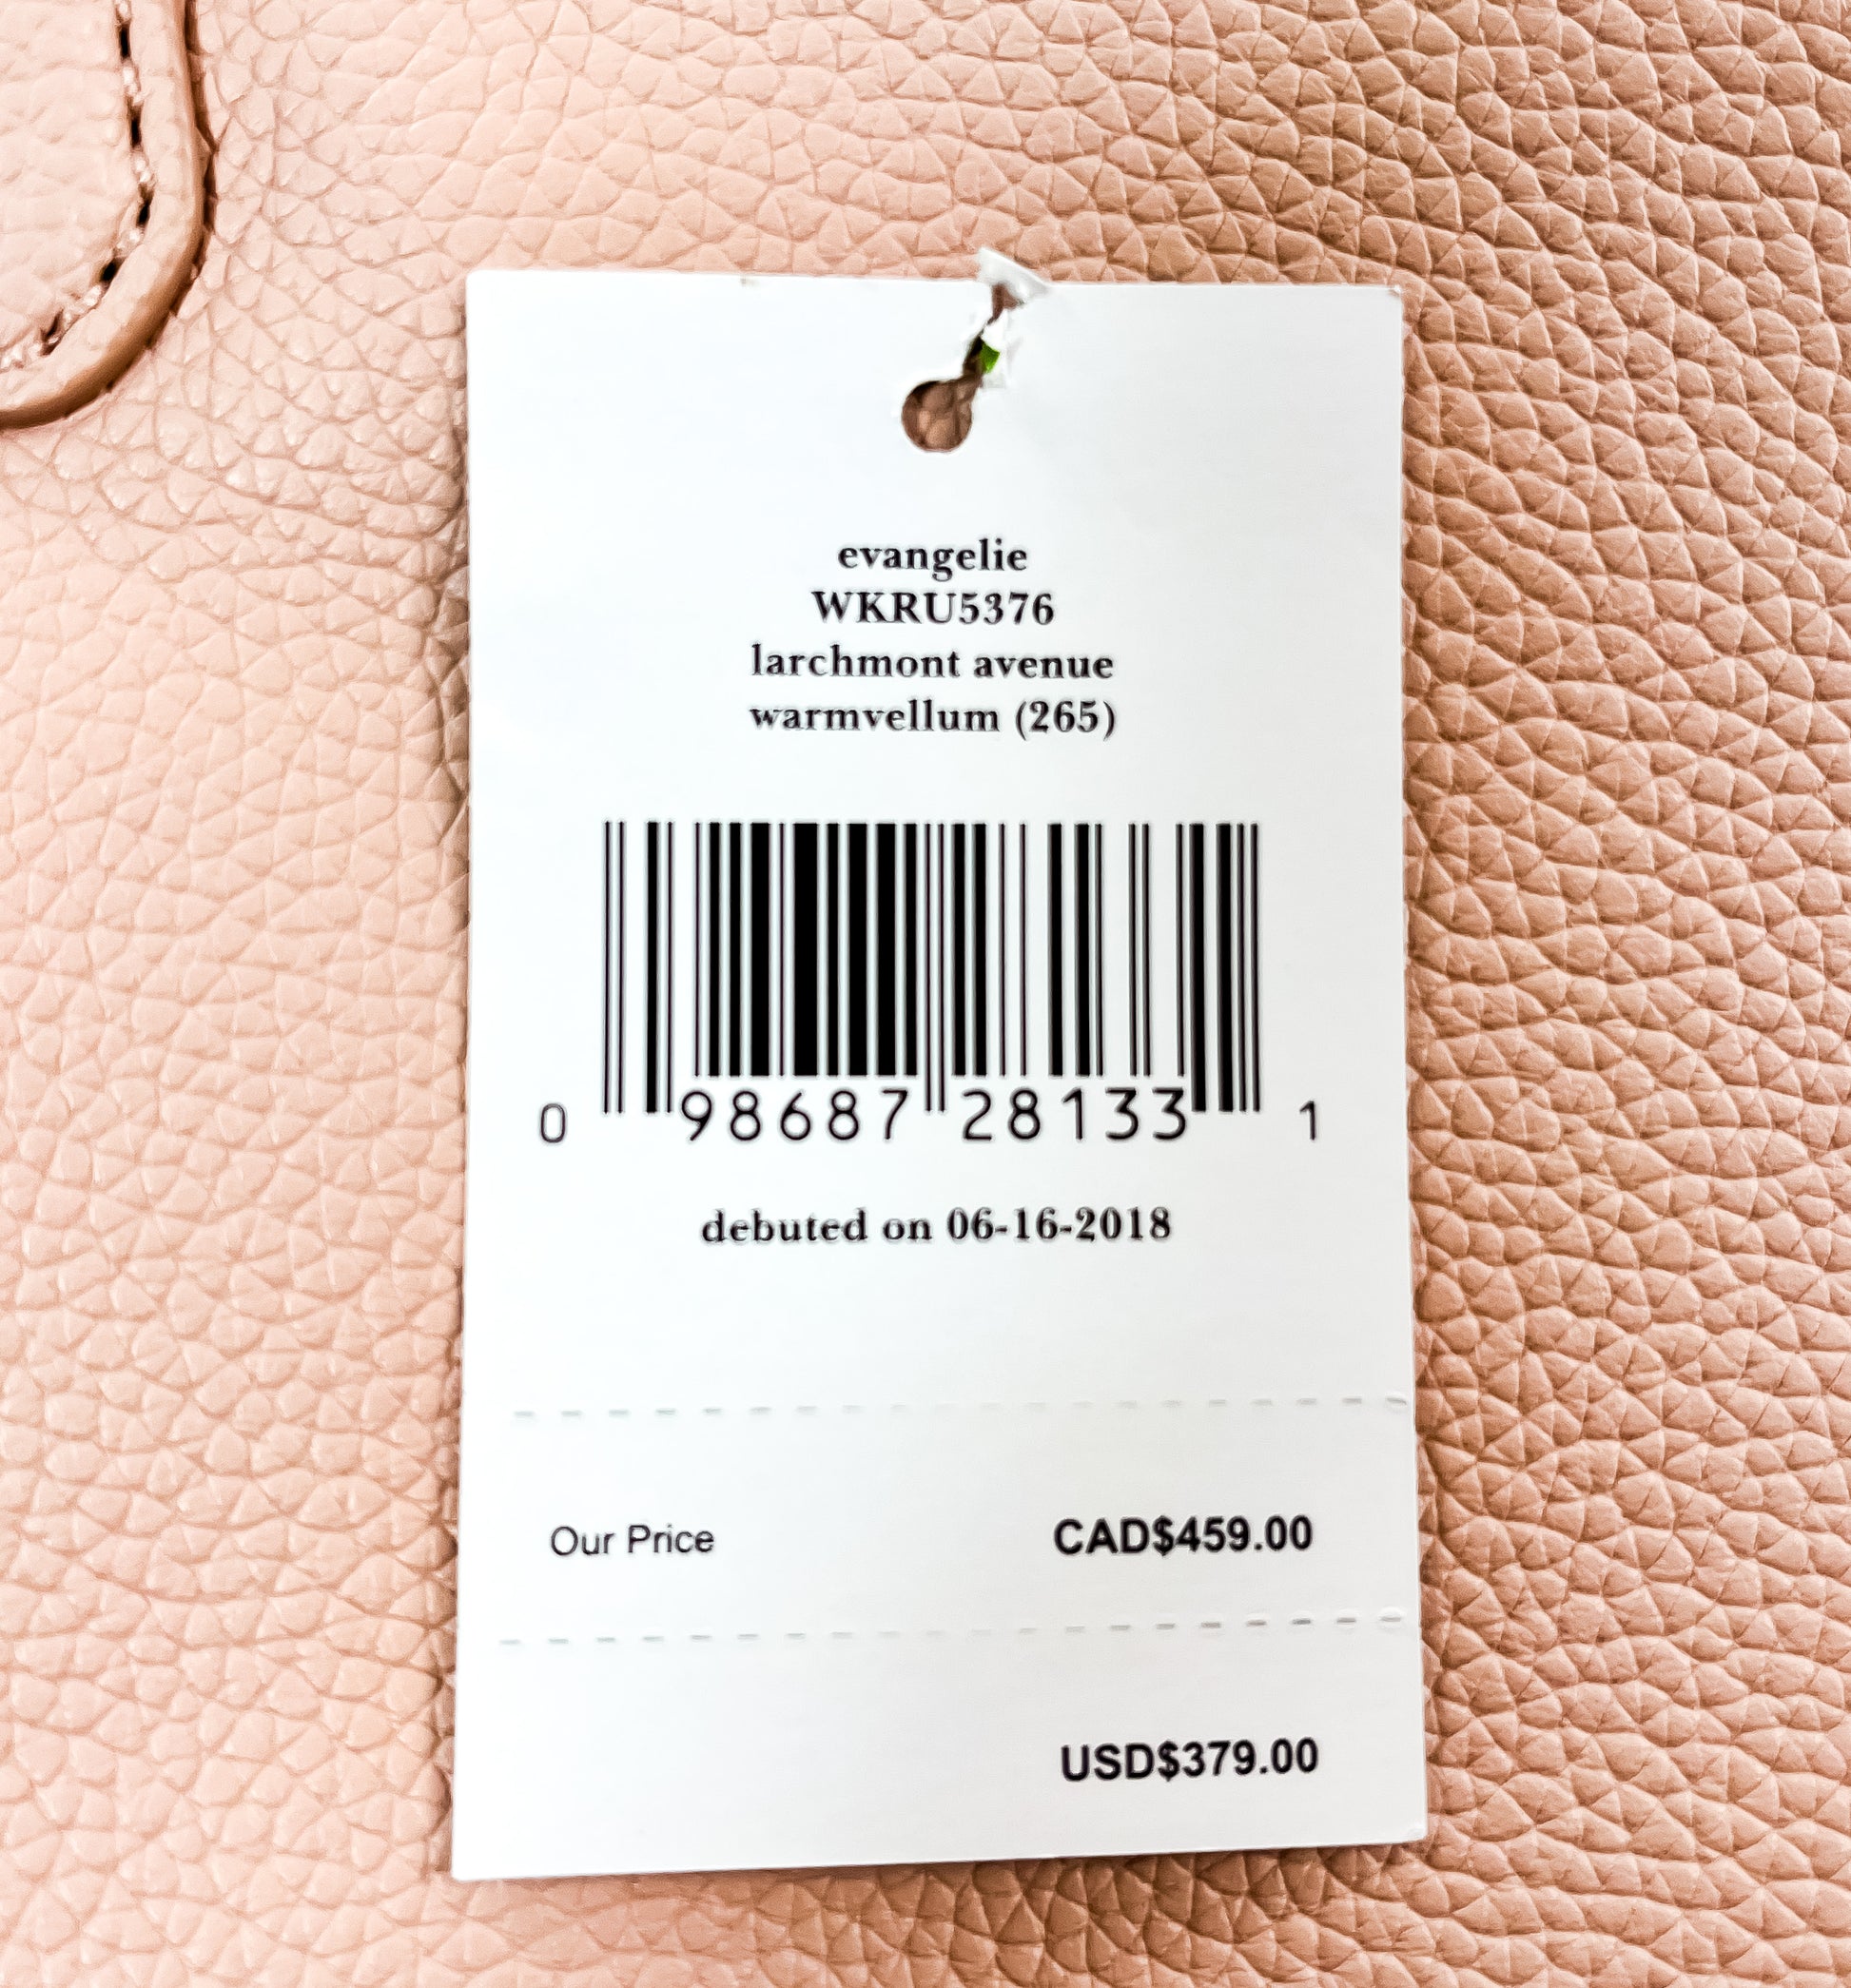 evangelie
WKRU5376
larchmont avenue
warmvellum (265)
0 98687 28133 1
debuted on 06-16-2018
Our Price CAD$459.00
USD$379.00